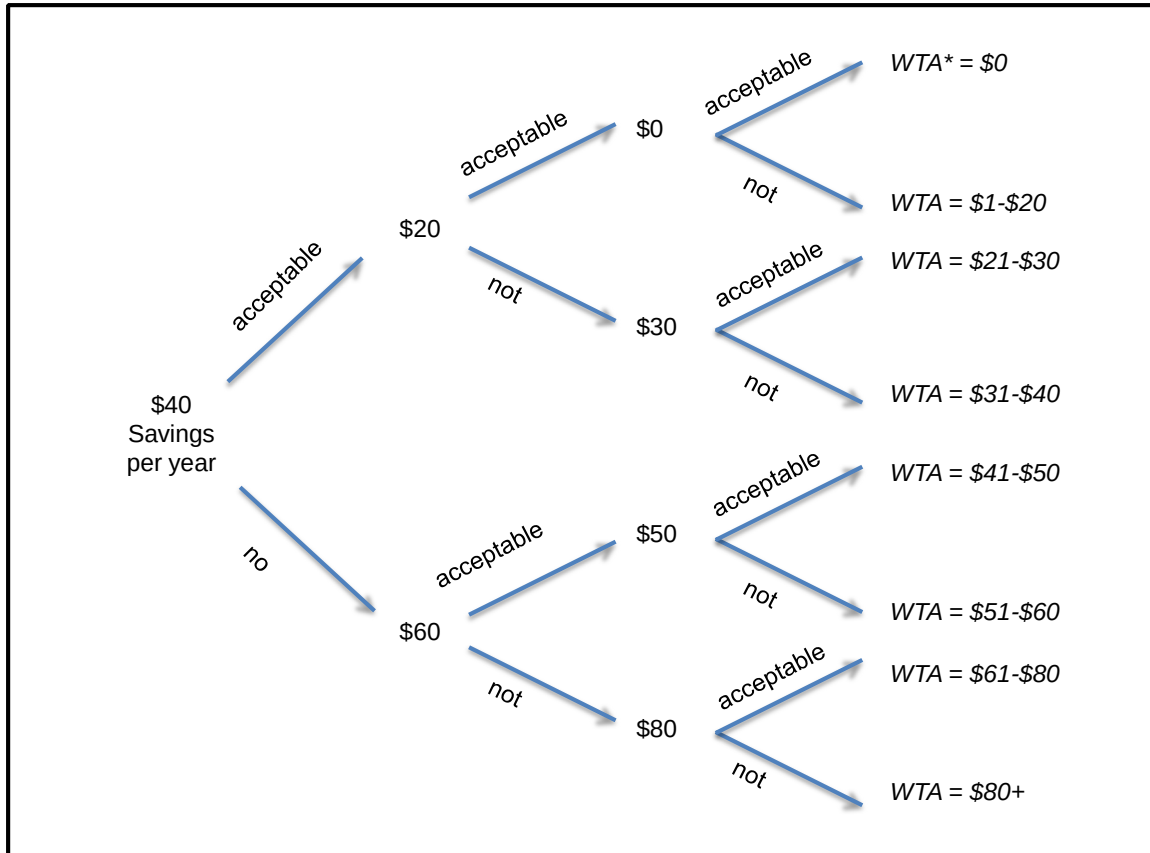 $40
Savings
per year
acceptable
no
$20
acceptable
not
$60
acceptable
not
$0
acceptable
not
$30
acceptable
not
$50
acceptable
not
$80
acceptable
not
WTA* = $0
WTA = $1-$20
WTA = $21-$30
WTA = $31-$40
WTA = $41-$50
WTA = $51-$60
WTA = $61-$80
WTA = $80+